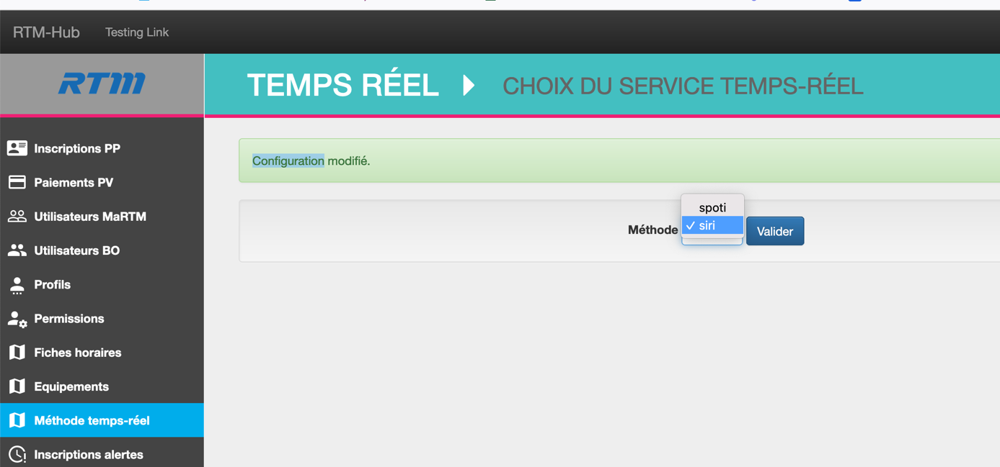 RTM-Hub Testing Link
RTM
TEMPS RÉEL CHOIX DU SERVICE TEMPS-RÉEL
Inscriptions PP
Paiements PV
Utilisateurs MaRTM
Utilisateurs BO
Profils
Permissions
Fiches horaires
Equipements
Méthode temps-réel
Inscriptions alertes
Configuration modifié.
Méthode
spoti
✓ siri
Valider